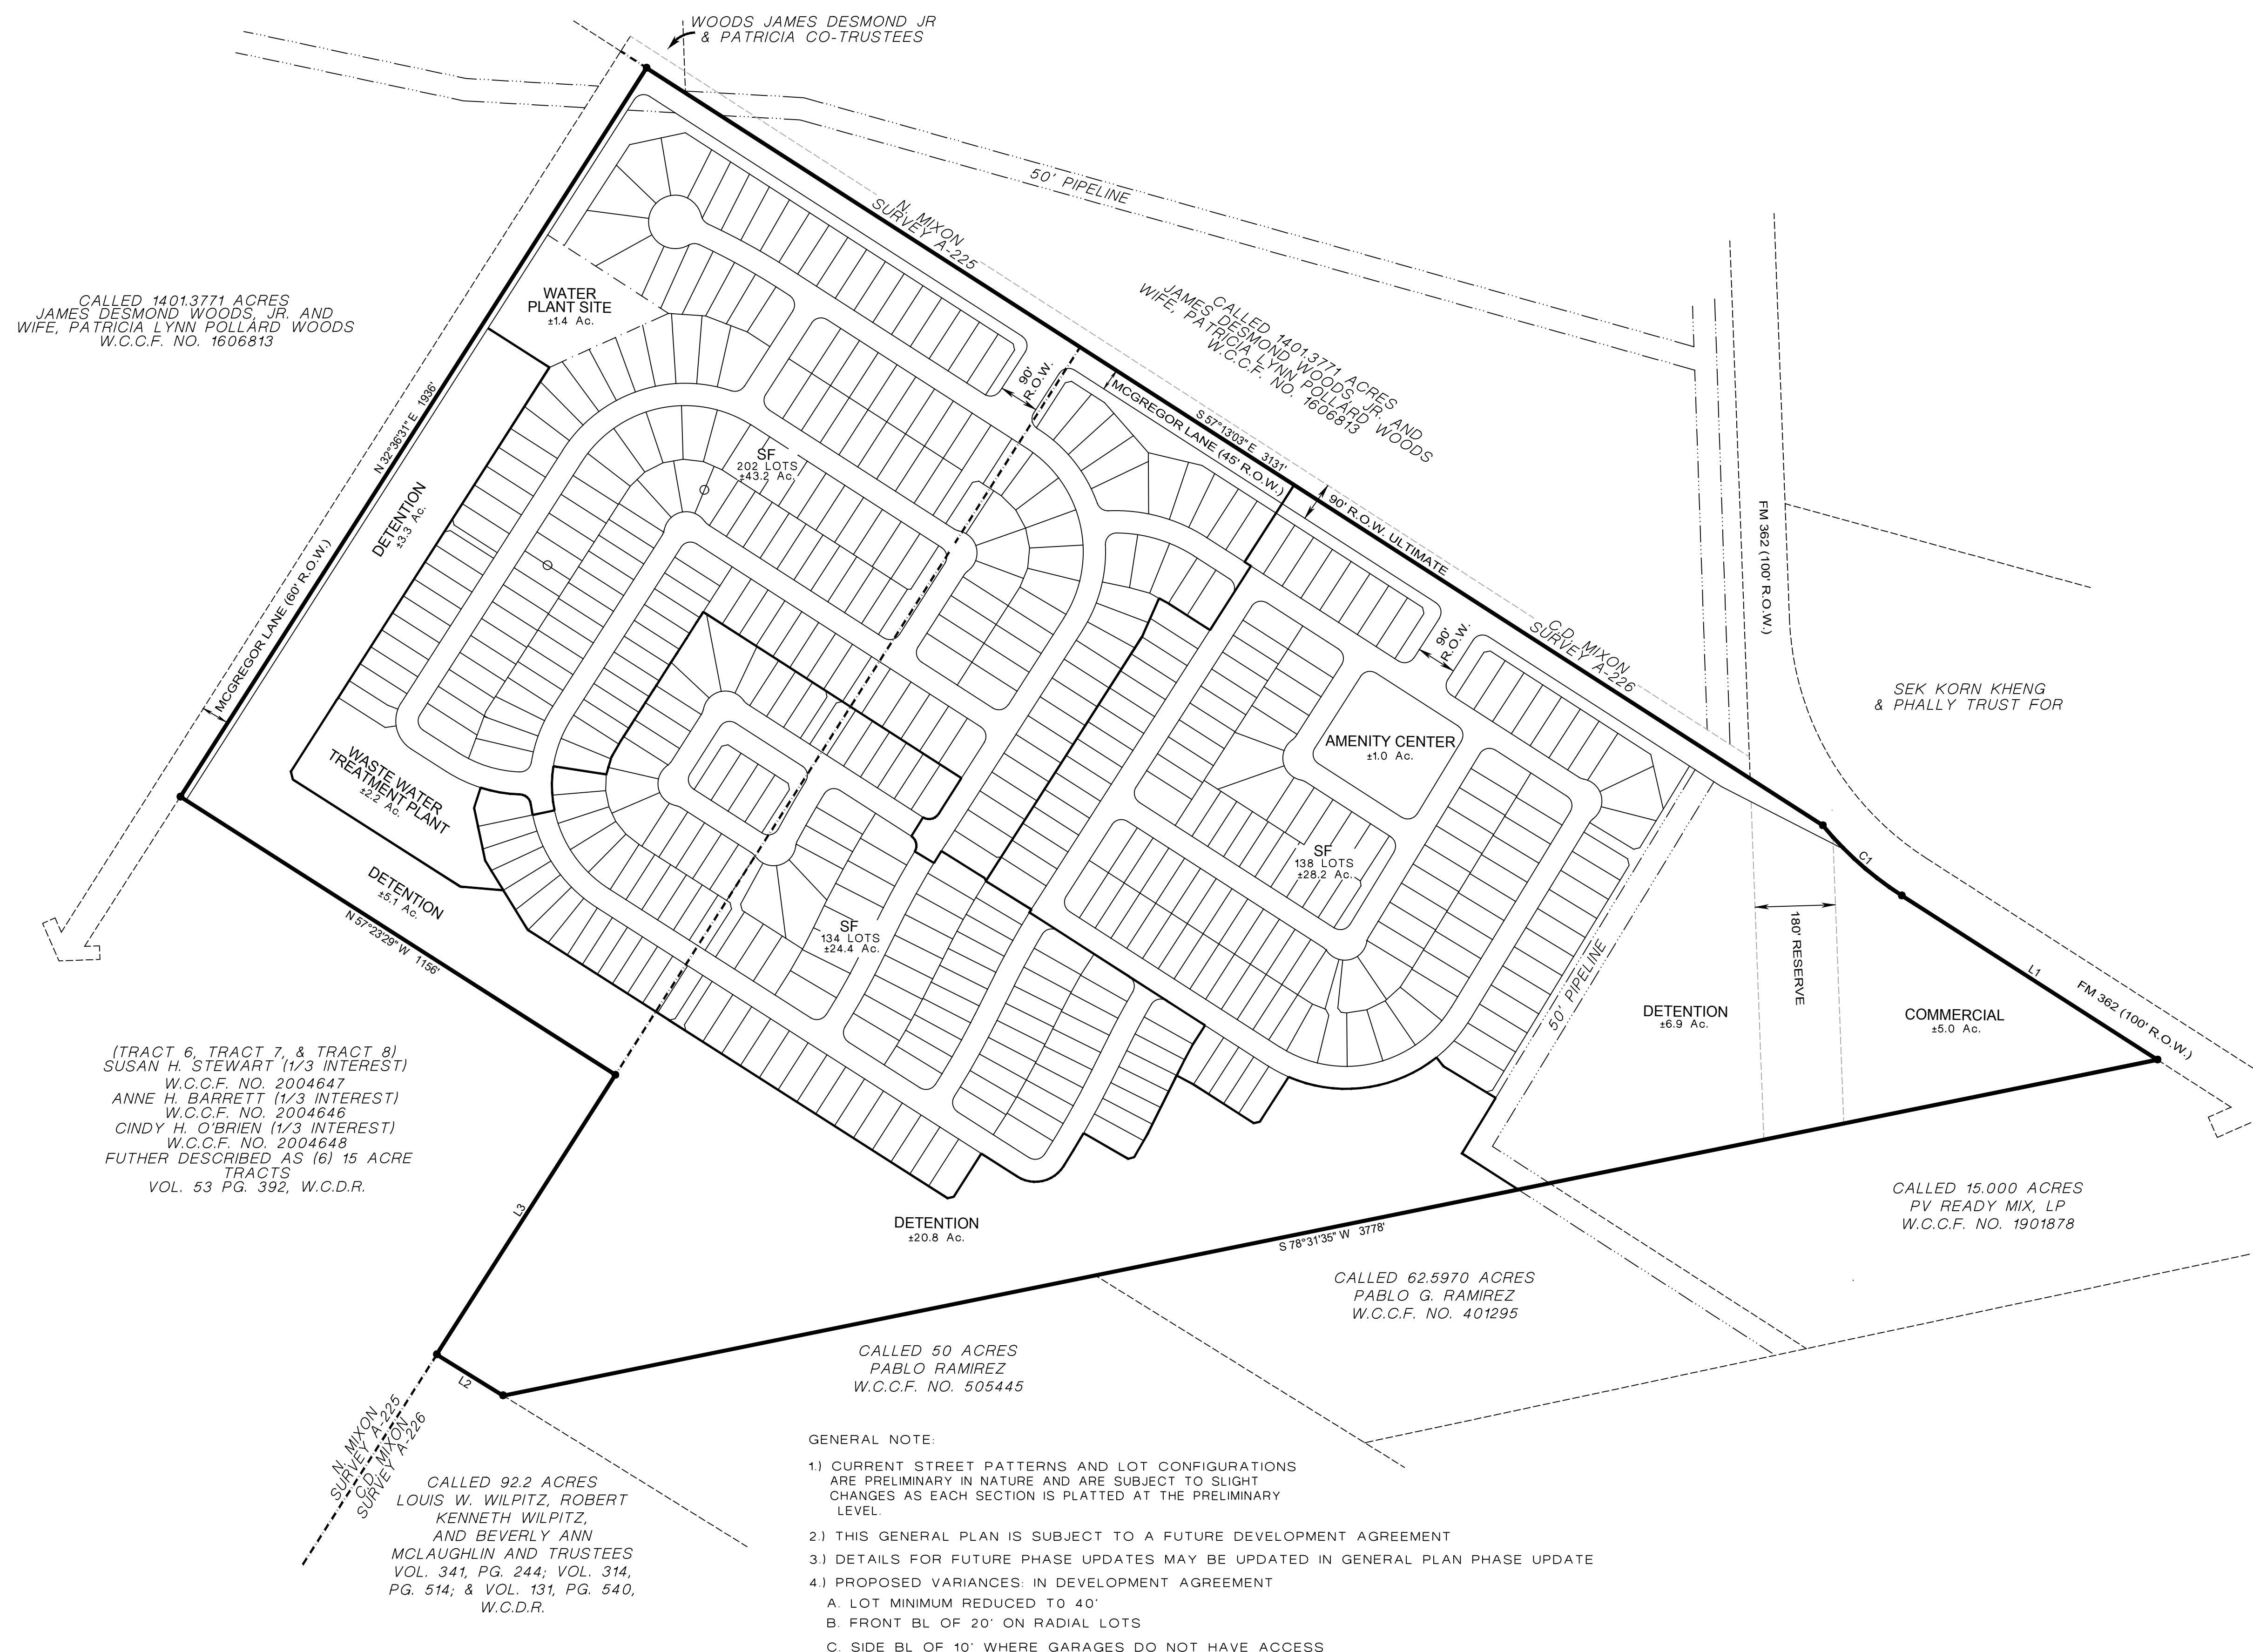 WOODS JAMES DESMOND JR
& PATRICIA CO-TRUSTEES
50' PIPELINE
N. MIXON
SURVEY A-225
CALLED 1401.3771 ACRES
JAMES DESMOND WOODS, JR. AND
WIFE, PATRICIA LYNN POLLARD WOODS
W.C.C.F. NO. 1606813
WATER
PLANT SITE
±1.4 Ac.
CALLED 1401.3771 ACRES
JAMES DESMOND WOODS, JR. AND
WIFE, PATRICIA LYNN POLLARD WOODS
W.C.C.F. NO. 1606813
90'
R.O.W.
MCGREGOR LANE (45' R.O.W.)
S 57°13'03" E 3131'
90' R.O.W. ULTIMATE
N 32°36'31" E 1936'
SF
202 LOTS
±43.2 Ac.
DETENTION
±3.3 Ac.
MCGREGOR LANE (60' R.O.W.)
FM 362 (100' R.O.W.)
C.D. MIXON
SURVEY A-226
90'
R.O.W.
SEK KORN KHENG
& PHALLY TRUST FOR
AMENITY CENTER
±1.0 Ac.
WASTE WATER
TREATMENT PLANT
±2.2 Ac.
SF
138 LOTS
±28.2 Ac.
C1
DETENTION
±5.1 Ac.
N 57°23'29" W 1156'
SF
134 LOTS
±24.4 Ac.
50' PIPELINE
180' RESERVE
L1
FM 362 (100' R.O.W.)
DETENTION
±6.9 Ac.
COMMERCIAL
±5.0 Ac.
(TRACT 6, TRACT 7, & TRACT 8)
SUSAN H. STEWART (1/3 INTEREST)
W.C.C.F. NO. 2004647
ANNE H. BARRETT (1/3 INTEREST)
W.C.C.F. NO. 2004646
CINDY H. O'BRIEN (1/3 INTEREST)
W.C.C.F. NO. 2004648
FUTHER DESCRIBED AS (6) 15 ACRE
TRACTS
VOL. 53 PG. 392, W.C.D.R.
L3
DETENTION
±20.8 Ac.
S 78°31'35" W 3778'
CALLED 15.000 ACRES
PV READY MIX, LP
W.C.C.F. NO. 1901878
CALLED 62.5970 ACRES
PABLO G. RAMIREZ
W.C.C.F. NO. 401295
CALLED 50 ACRES
PABLO RAMIREZ
W.C.C.F. NO. 505445
L2
N. MIXON
SURVEY A-225
C.D. MIXON
SURVEY A-226
CALLED 92.2 ACRES
LOUIS W. WILPITZ, ROBERT
KENNETH WILPITZ,
AND BEVERLY ANN
MCLAUGHLIN AND TRUSTEES
VOL. 341, PG. 244; VOL. 314,
PG. 514; & VOL. 131, PG. 540,
W.C.D.R.
GENERAL NOTE:
1.) CURRENT STREET PATTERNS AND LOT CONFIGURATIONS
ARE PRELIMINARY IN NATURE AND ARE SUBJECT TO SLIGHT
CHANGES AS EACH SECTION IS PLATTED AT THE PRELIMINARY
LEVEL.
2.) THIS GENERAL PLAN IS SUBJECT TO A FUTURE DEVELOPMENT AGREEMENT
3.) DETAILS FOR FUTURE PHASE UPDATES MAY BE UPDATED IN GENERAL PLAN PHASE UPDATE
4.) PROPOSED VARIANCES: IN DEVELOPMENT AGREEMENT
A. LOT MINIMUM REDUCED TO 40'
B. FRONT BL OF 20' ON RADIAL LOTS
C. SIDE BL OF 10' WHERE GARAGES DO NOT HAVE ACCESS